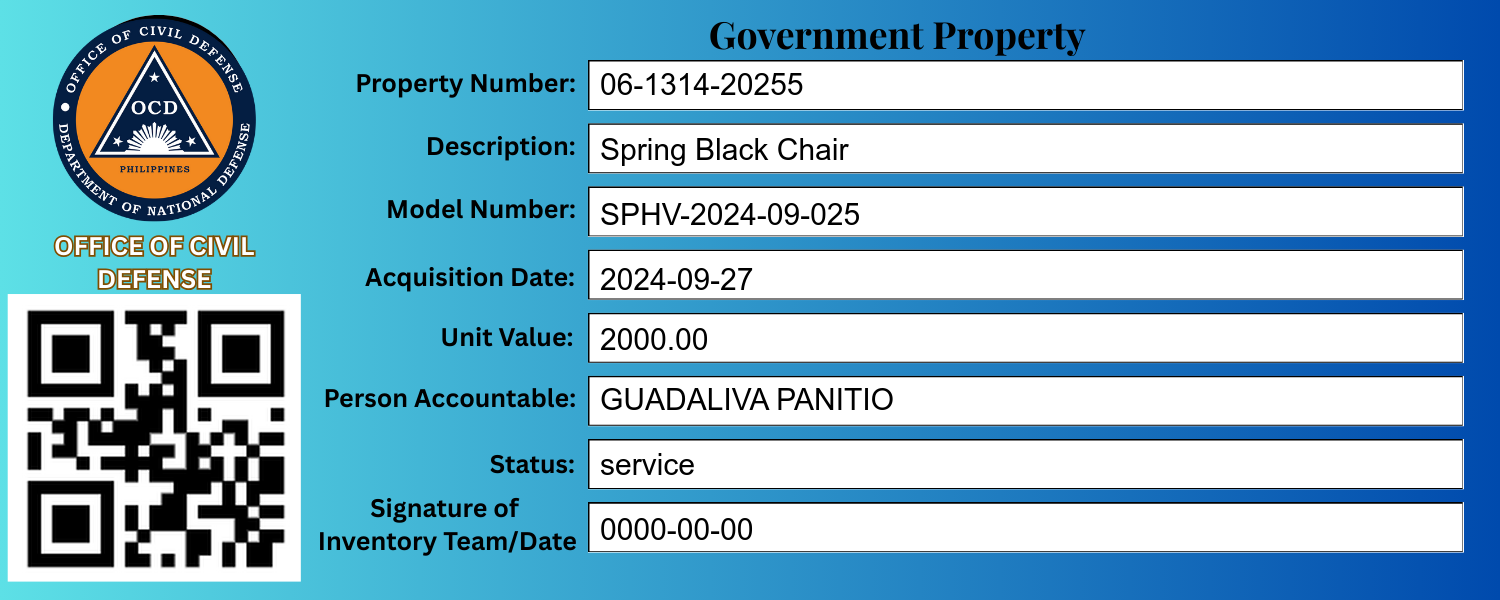 OFFICE OF CIVIL DEFENSE
OCD
PHILIPPINES
DEPARTMENT OF NATIONAL DEFENSE
OFFICE OF CIVIL
DEFENSE
Government Property
Property Number: 06-1314-20255
Description: Spring Black Chair
Model Number: SPHV-2024-09-025
Acquisition Date: 2024-09-27
Unit Value: 2000.00
Person Accountable: GUADALIVA PANITIO
Status: service
Signature of
Inventory Team/Date 0000-00-00